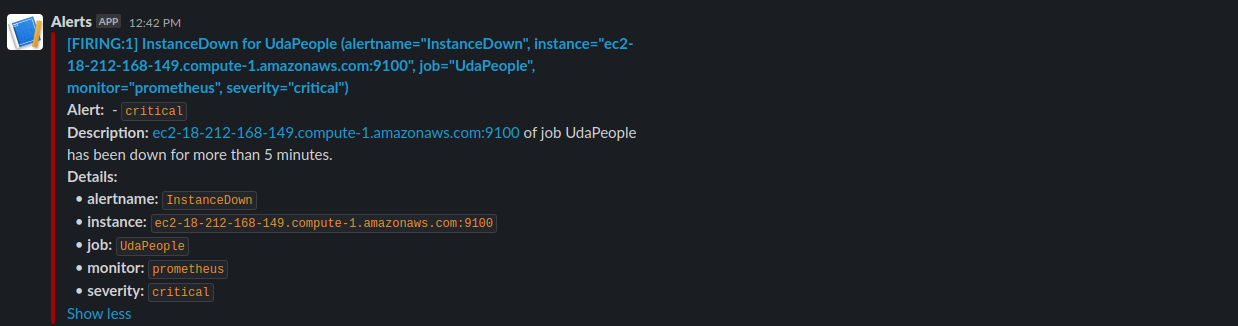 Alerts APP 12:42 PM
[FIRING:1] InstanceDown for UdaPeople (alertname="InstanceDown", instance="ec2-
18-212-168-149.compute-1.amazonaws.com:9100", job="UdaPeople",
monitor="prometheus", severity="critical")
Alert: - critical
Description: ec2-18-212-168-149.compute-1.amazonaws.com:9100 of job UdaPeople
has been down for more than 5 minutes.
Details:
• alertname: InstanceDown
• instance: ec2-18-212-168-149.compute-1.amazonaws.com:9100
• job: UdaPeople
• monitor: prometheus
• severity: critical
Show less